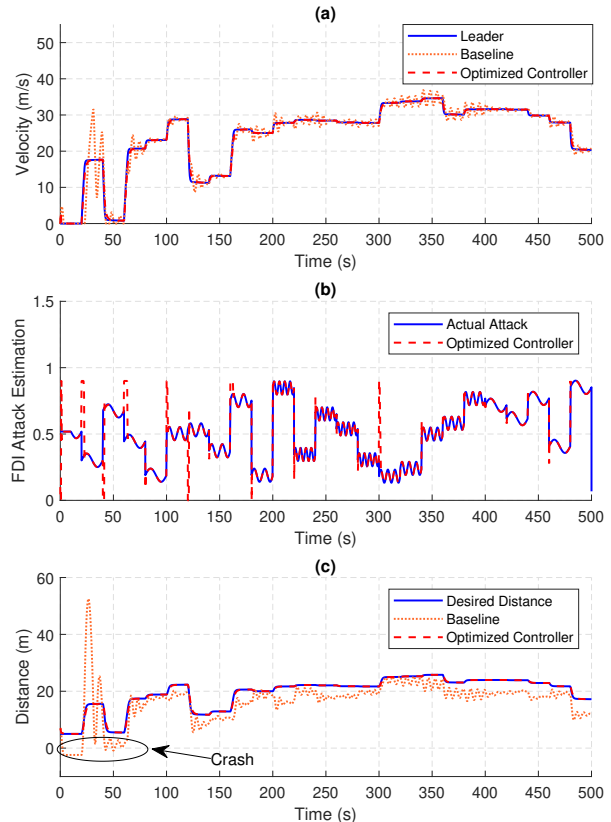 (a)
Velocity (m/s)
50
40
30
20
10
0
Leader
Baseline
Optimized Controller
0 50 100 150 200 250 300 350 400 450 500
Time (s)
(b)
FDI Attack Estimation
1.5
1
0.5
0
Actual Attack
Optimized Controller
0 50 100 150 200 250 300 350 400 450 500
Time (s)
(c)
Distance (m)
60
40
20
0
Desired Distance
Baseline
Optimized Controller
Crash
0 50 100 150 200 250 300 350 400 450 500
Time (s)